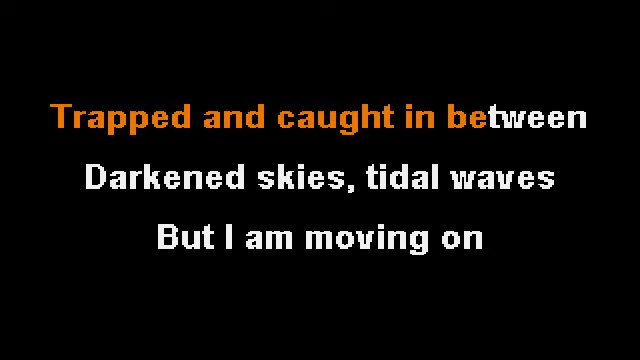 Trapped and caught in between
Darkened skies, tidal waves
But I am moving on